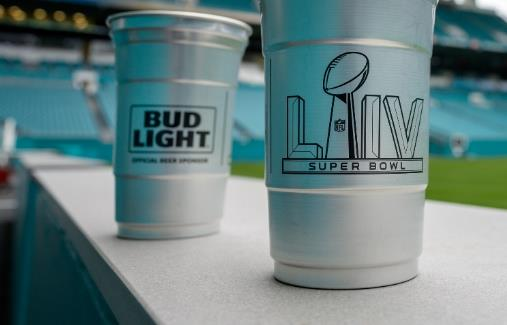 BUD
LIGHT
OFFICIAL BEER SPONSOR
LIV
NFL
SUPER BOWL